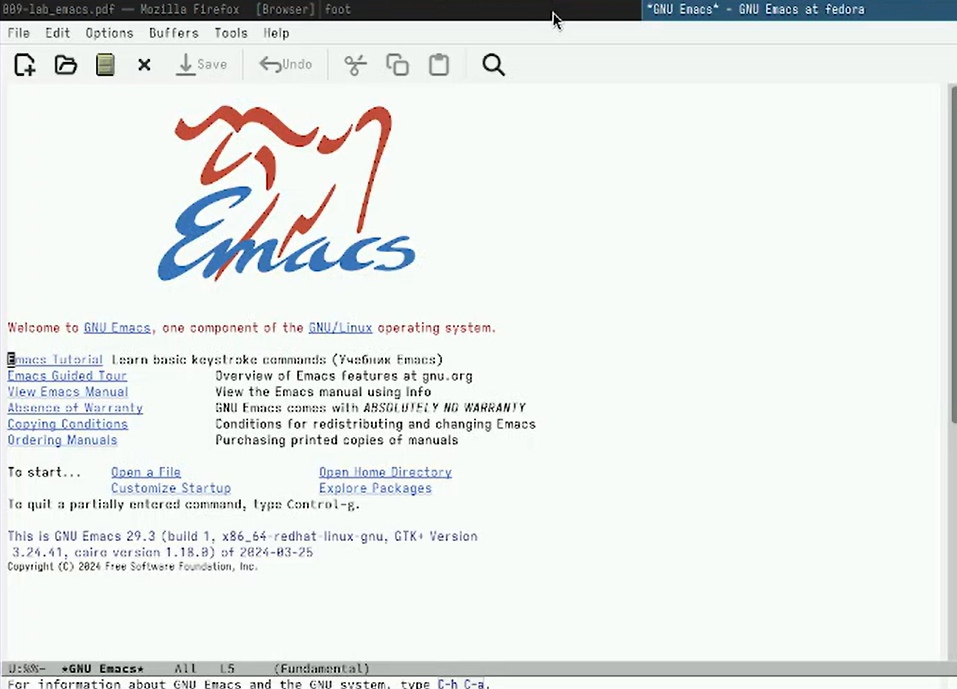 009-lab_emacs.pdf — Mozilla Firefox [Browser] foot *GNU Emacs* - GNU Emacs at fedora
File Edit Options Buffers Tools Help
Save Undo
Emacs
Welcome to GNU Emacs, one component of the GNU/Linux operating system.
Emacs Tutorial Learn basic keystroke commands (Учебник Emacs)
Emacs Guided Tour Overview of Emacs features at gnu.org
View Emacs Manual View the Emacs manual using Info
Absence of Warranty GNU Emacs comes with ABSOLUTELY NO WARRANTY
Copying Conditions Conditions for redistributing and changing Emacs
Ordering Manuals Purchasing printed copies of manuals
To start... Open a File Open Home Directory
Customize Startup Explore Packages
To quit a partially entered command, type Control-g.
This is GNU Emacs 29.3 (build 1, x86_64-redhat-linux-gnu, GTK+ Version
3.24.41, cairo version 1.18.0) of 2024-03-25
Copyright (C) 2024 Free Software Foundation, Inc.
U:%%- *GNU Emacs* All L5 (Fundamental)
For information about GNU Emacs and the GNU system, type C-h C-a.